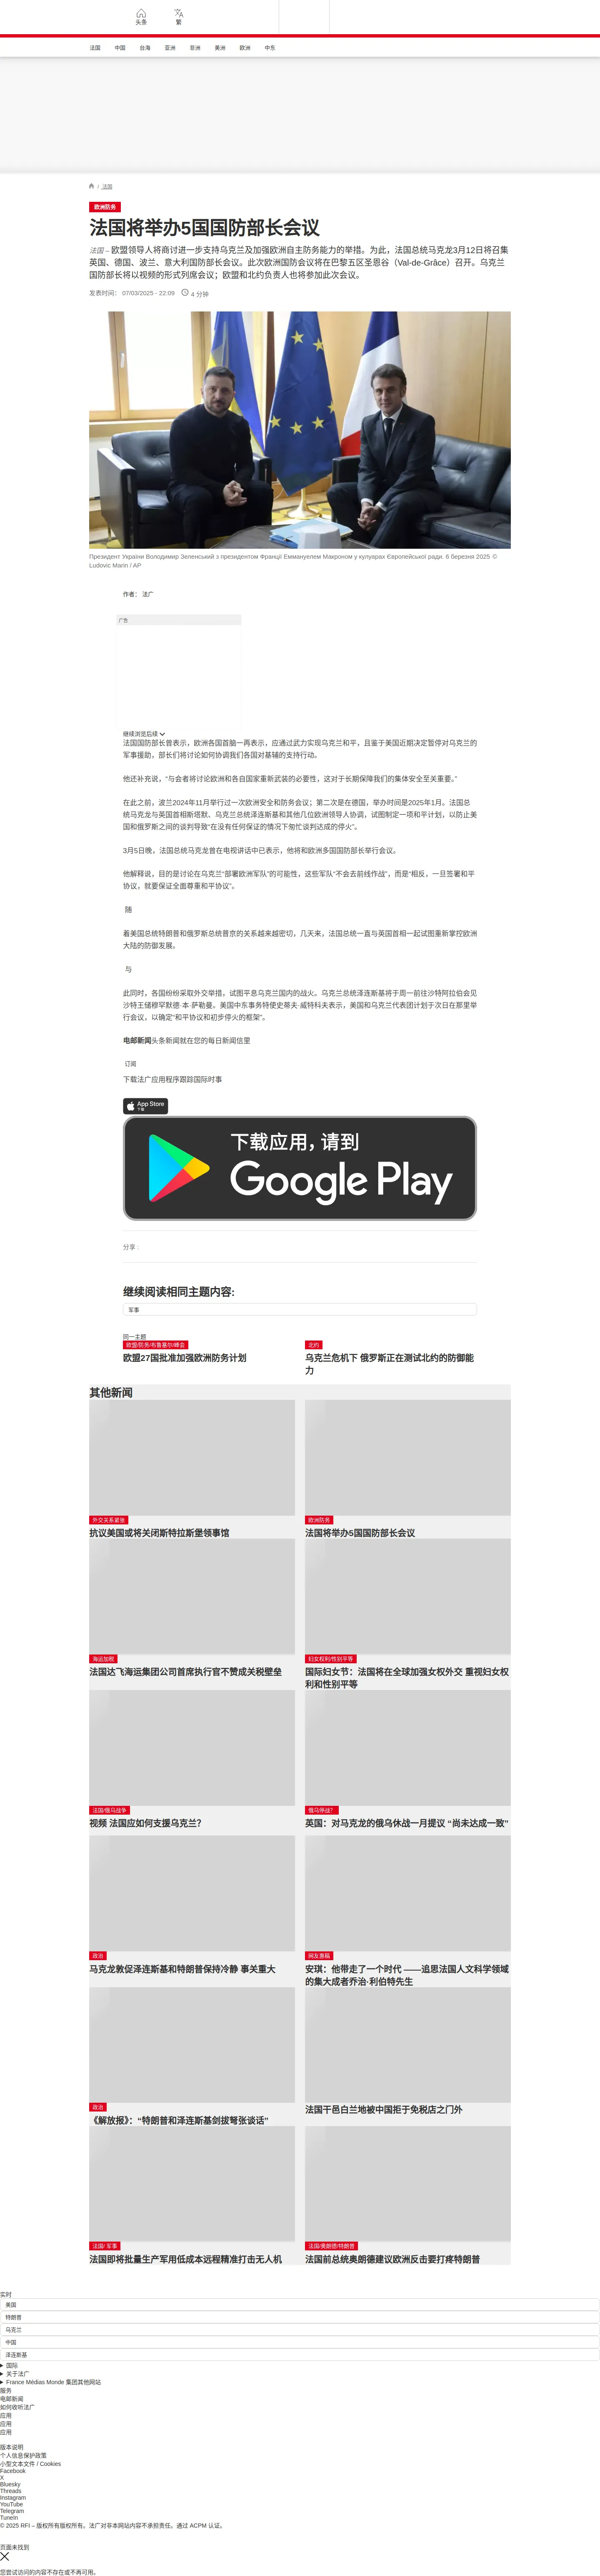 头条
繁
法国
中国
台海
亚洲
非洲
美洲
欧洲
中东
/ 法国
欧洲防务
法国将举办5国国防部长会议
法国 – 欧盟领导人将商讨进一步支持乌克兰及加强欧洲自主防务能力的举措。为此，法国总统马克龙3月12日将召集
英国、德国、波兰、意大利国防部长会议。此次欧洲国防会议将在巴黎五区圣恩谷（Val-de-Grâce）召开。乌克兰
国防部长将以视频的形式列席会议；欧盟和北约负责人也将参加此次会议。
发表时间： 07/03/2025 - 22:09 4 分钟
Президент України Володимир Зеленський з президентом Франції Емману​елем Макроном у кулуарах Європейської ради. 6 березня 2025 ©
Ludovic Marin / AP
作者： 法广
广告
继续浏览后续
法国国防部长曾表示，欧洲各国首脑一再表示，应通过武力实现乌克兰和平，且鉴于美国近期决定暂停对乌克兰的
军事援助，部长们将讨论如何协调我们各国对基辅的支持行动。
他还补充说，“与会者将讨论欧洲和各自国家重新武装的必要性，这对于长期保障我们的集体安全至关重要。”
在此之前，波兰2024年11月举行过一次欧洲安全和防务会议；第二次是在德国，举办时间是2025年1月。法国总
统马克龙与英国首相斯塔默、乌克兰总统泽连斯基和其他几位欧洲领导人协调，试图制定一项和平计划，以防止美
国和俄罗斯之间的谈判导致“在没有任何保证的情况下匆忙谈判达成的停火”。
3月5日晚，法国总统马克龙曾在电视讲话中已表示，他将和欧洲多国国防部长举行会议。
他解释说，目的是讨论在乌克兰“部署欧洲军队”的可能性，这些军队“不会去前线作战”，而是“相反，一旦签署和平
协议，就要保证全面尊重和平协议”。
随
着美国总统特朗普和俄罗斯总统普京的关系越来越密切，几天来，法国总统一直与英国首相一起试图重新掌控欧洲
大陆的防御发展。
与
此同时，各国纷纷采取外交举措，试图平息乌克兰国内的战火。乌克兰总统泽连斯基将于周一前往沙特阿拉伯会见
沙特王储穆罕默德·本·萨勒曼。美国中东事务特使史蒂夫·威特科夫表示，美国和乌克兰代表团计划于次日在那里举
行会议，以确定“和平协议和初步停火的框架”。
电邮新闻头条新闻就在您的每日新闻信里
订阅
下载法广应用程序跟踪国际时事
App Store
下载
下载应用，请到
Google Play
分享 :
继续阅读相同主题内容:
军事
同一主题
欧盟/防务/布鲁塞尔/峰会
欧盟27国批准加强欧洲防务计划
北约
乌克兰危机下 俄罗斯正在测试北约的防御能
力
其他新闻
外交关系紧张
抗议美国或将关闭斯特拉斯堡领事馆
欧洲防务
法国将举办5国国防部长会议
海运加税
法国达飞海运集团公司首席执行官不赞成关税壁垒
妇女权利/性别平等
国际妇女节：法国将在全球加强女权外交 重视妇女权
利和性别平等
法国/俄乌战争
视频 法国应如何支援乌克兰?
俄乌停战?
英国：对马克龙的俄乌休战一月提议 “尚未达成一致”
政治
马克龙敦促泽连斯基和特朗普保持冷静 事关重大
网友惠稿
安琪：他带走了一个时代 ——追思法国人文科学领域
的集大成者乔治·利伯特先生
政治
《解放报》：“特朗普和泽连斯基剑拔弩张谈话”
法国干邑白兰地被中国拒于免税店之门外
法国/ 军事
法国即将批量生产军用低成本远程精准打击无人机
法国/奥朗德/特朗普
法国前总统奥朗德建议欧洲反击要打疼特朗普
实时
美国
特朗普
乌克兰
中国
泽连斯基
国际
关于法广
France Médias Monde 集团其他网站
服务
电邮新闻
如何收听法广
应用
应用
应用
版本说明
个人信息保护政策
小型文本文件 / Cookies
Facebook
X
Bluesky
Threads
Instagram
YouTube
Telegram
Tunein
© 2025 RFI – 版权所有版权所有。法广对非本网站内容不承担责任。通过 ACPM 认证。
页面未找到
您尝试访问的内容不存在或不再可用。